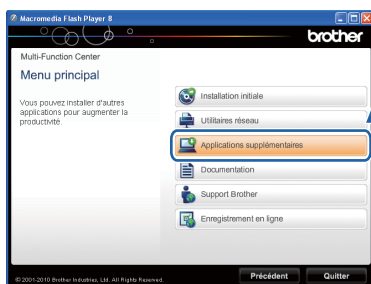 Macromedia Flash Player 8
brother
Multi-Function Center
Menu principal
Vous pouvez installer d'autres
applications pour augmenter la
productivité.
Installation initiale
Utilitaires réseau
Applications supplémentaires
Documentation
Support Brother
Enregistrement en ligne
© 2001-2010 Brother Industries, Ltd. All Rights Reserved.
Précédent
Quitter